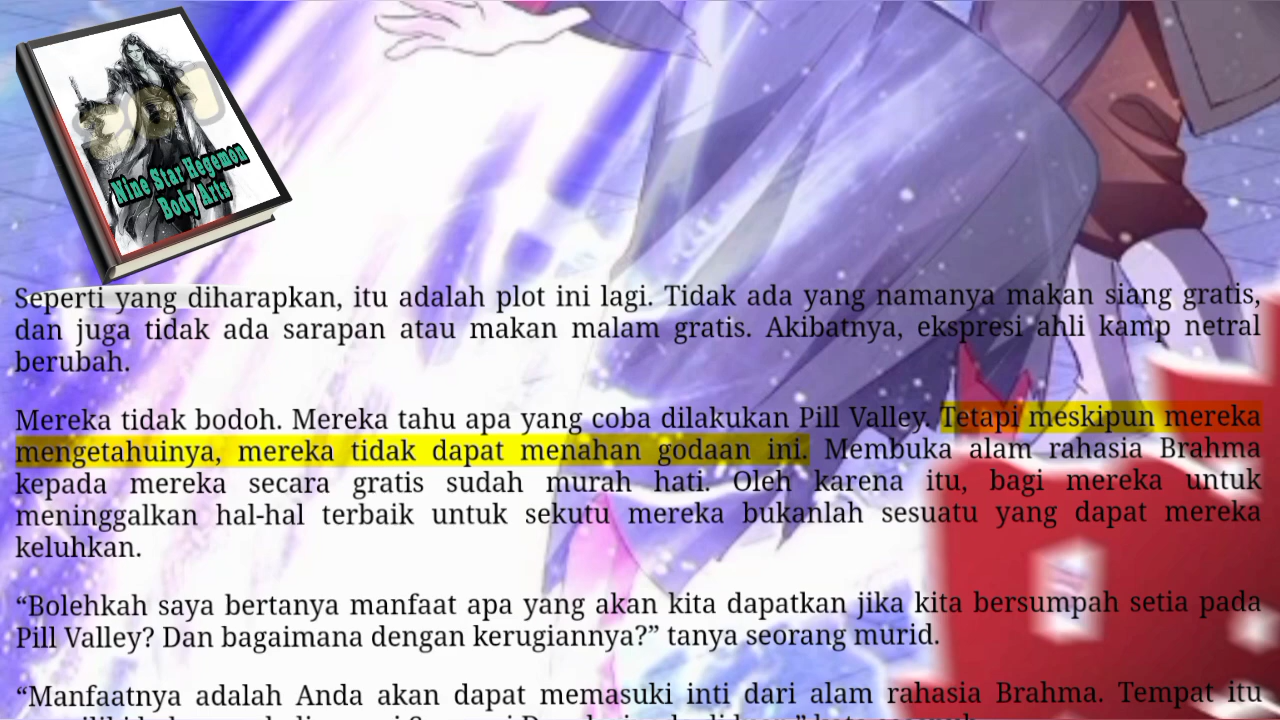 Nine Star Hegemon
Body Arts
Seperti yang diharapkan, itu adalah plot ini lagi. Tidak ada yang namanya makan siang gratis,
dan juga tidak ada sarapan atau makan malam gratis. Akibatnya, ekspresi ahli kamp netral
berubah.
Mereka tidak bodoh. Mereka tahu apa yang coba dilakukan Pill Valley. Tetapi meskipun mereka
mengetahuinya, mereka tidak dapat menahan godaan ini. Membuka alam rahasia Brahma
kepada mereka secara gratis sudah murah hati. Oleh karena itu, bagi mereka untuk
meninggalkan hal-hal terbaik untuk sekutu mereka bukanlah sesuatu yang dapat mereka
keluhkan.
“Bolehkah saya bertanya manfaat apa yang akan kita dapatkan jika kita bersumpah setia pada
Pill Valley? Dan bagaimana dengan kerugiannya?” tanya seorang murid.
“Manfaatnya adalah Anda akan dapat memasuki inti dari alam rahasia Brahma. Tempat itu